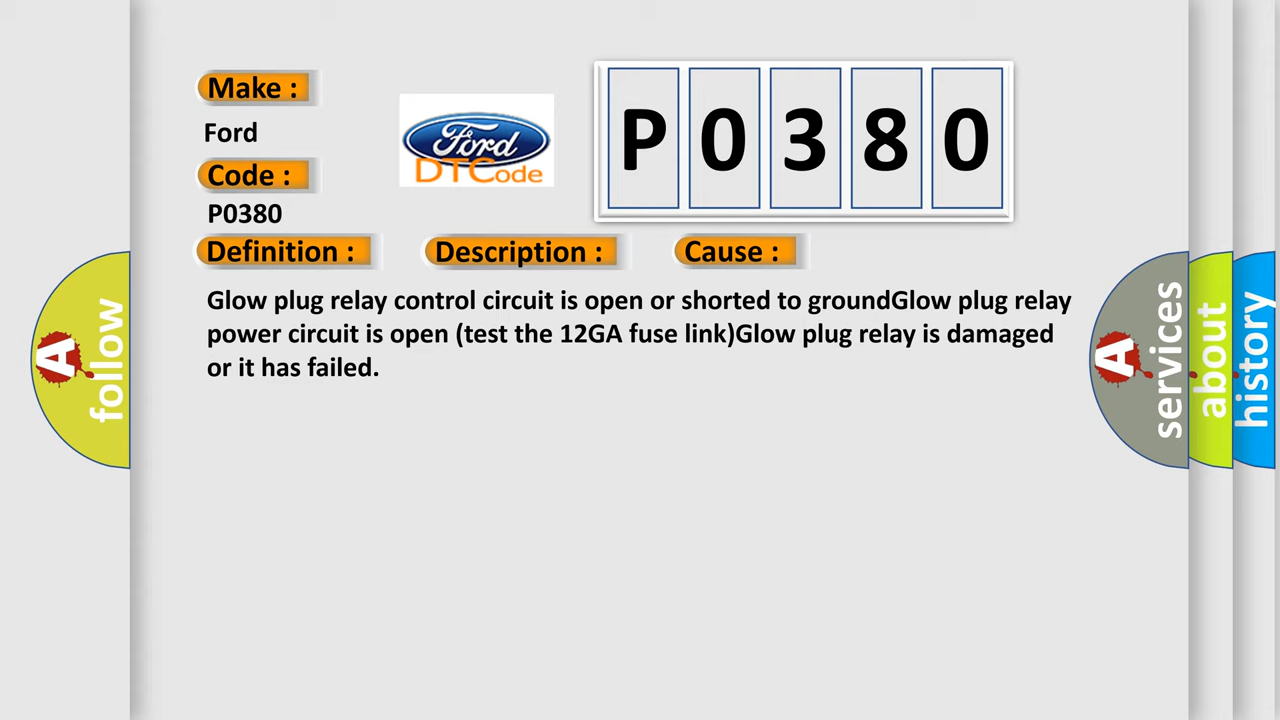 Make :
Ford
Ford
DTCode
P0380
Code :
P0380
Definition :
Description :
Cause :
Glow plug relay control circuit is open or shorted to groundGlow plug relay
power circuit is open (test the 12GA fuse linkGlow plug relay is damaged
or it has failed.
A follow
A services
about
history